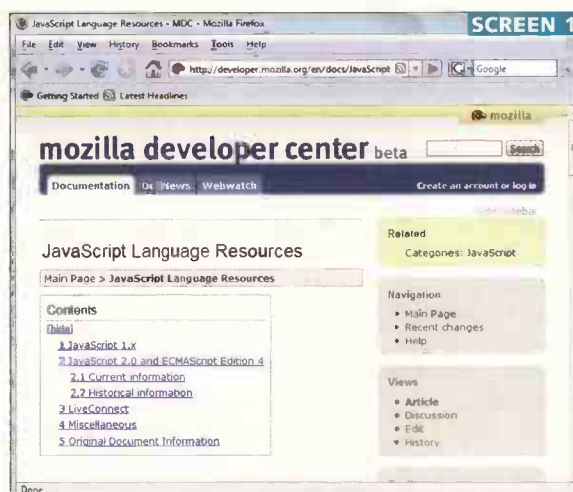 JavaScript Language Resources - MDC - Mozilla Firefox
SCREEN 1
File Edit View History Bookmarks Tools Help
http://developer.mozilla.org/en/docs/JavaScript
Google
Getting Started Latest Headlines
mozilla
mozilla developer center beta
Search
Documentation De News Webwatch
Create an account or log in
sidebar
JavaScript Language Resources
Main Page > JavaScript Language Resources
Contents
[hide]
1 JavaScript 1.x
2 JavaScript 2.0 and ECMAScript Edition 4
2.1 Current information
2.2 Historical information
3 LiveConnect
4 Miscellaneous
5 Original Document Information
Related
Categories: JavaScript
Navigation
Main Page
Recent changes
Help
Views
Article
Discussion
Edit
History
Done